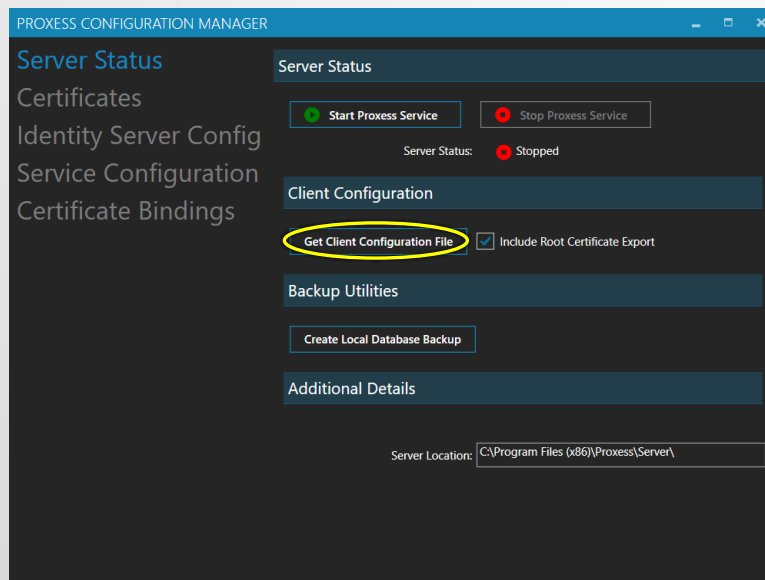 PROXESS CONFIGURATION MANAGER
Server Status
Certificates
Identity Server Config
Service Configuration
Certificate Bindings
Server Status
Start Proxess Service
Stop Proxess Service
Server Status:
Stopped
Client Configuration
Get Client Configuration File
Include Root Certificate Export
Backup Utilities
Create Local Database Backup
Additional Details
Server Location:
C:\Program Files (x86)\Proxess\Server\